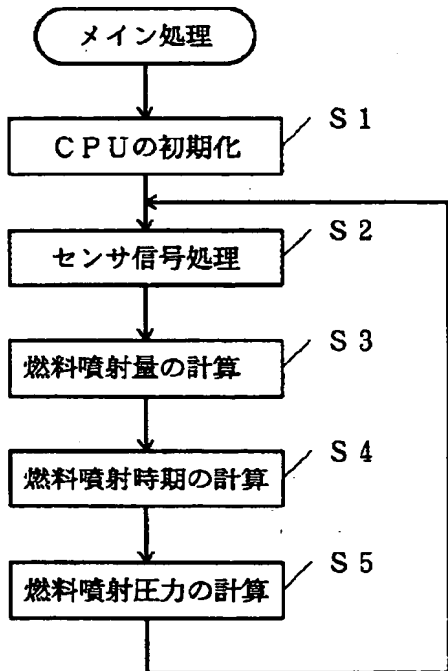 メイン処理
S1
CPUの初期化
S2
センサ信号処理
S3
燃料噴射量の計算
S4
燃料噴射時期の計算
S5
燃料噴射圧力の計算